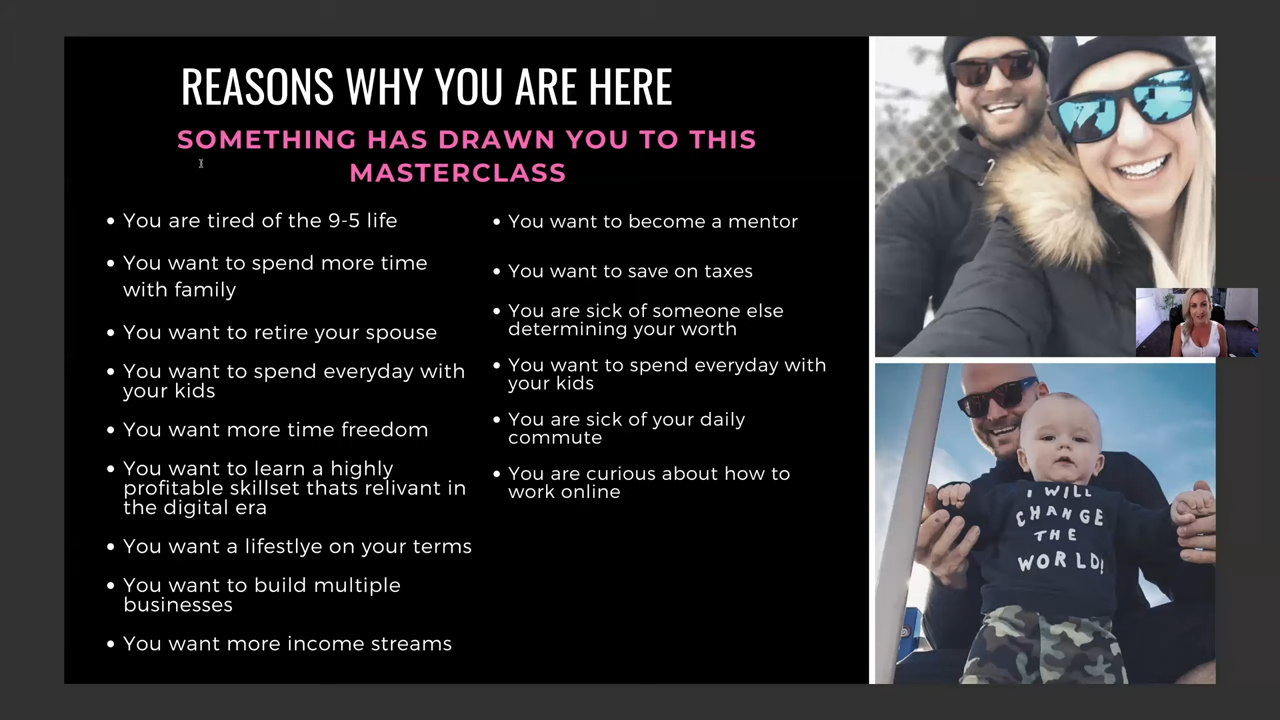 REASONS WHY YOU ARE HERE
SOMETHING HAS DRAWN YOU TO THIS
MASTERCLASS
• You are tired of the 9-5 life
• You want to spend more time
with family
• You want to retire your spouse
• You want to spend everyday with
your kids
• You want more time freedom
• You want to learn a highly
profitable skillset thats relivant in
the digital era
• You want a lifestlye on your terms
• You want to build multiple
businesses
• You want more income streams
• You want to become a mentor
• You want to save on taxes
• You are sick of someone else
determining your worth
• You want to spend everyday with
your kids
• You are sick of your daily
commute
• You are curious about how to
work online
I WILL
CHANGE
THE
WORLD!